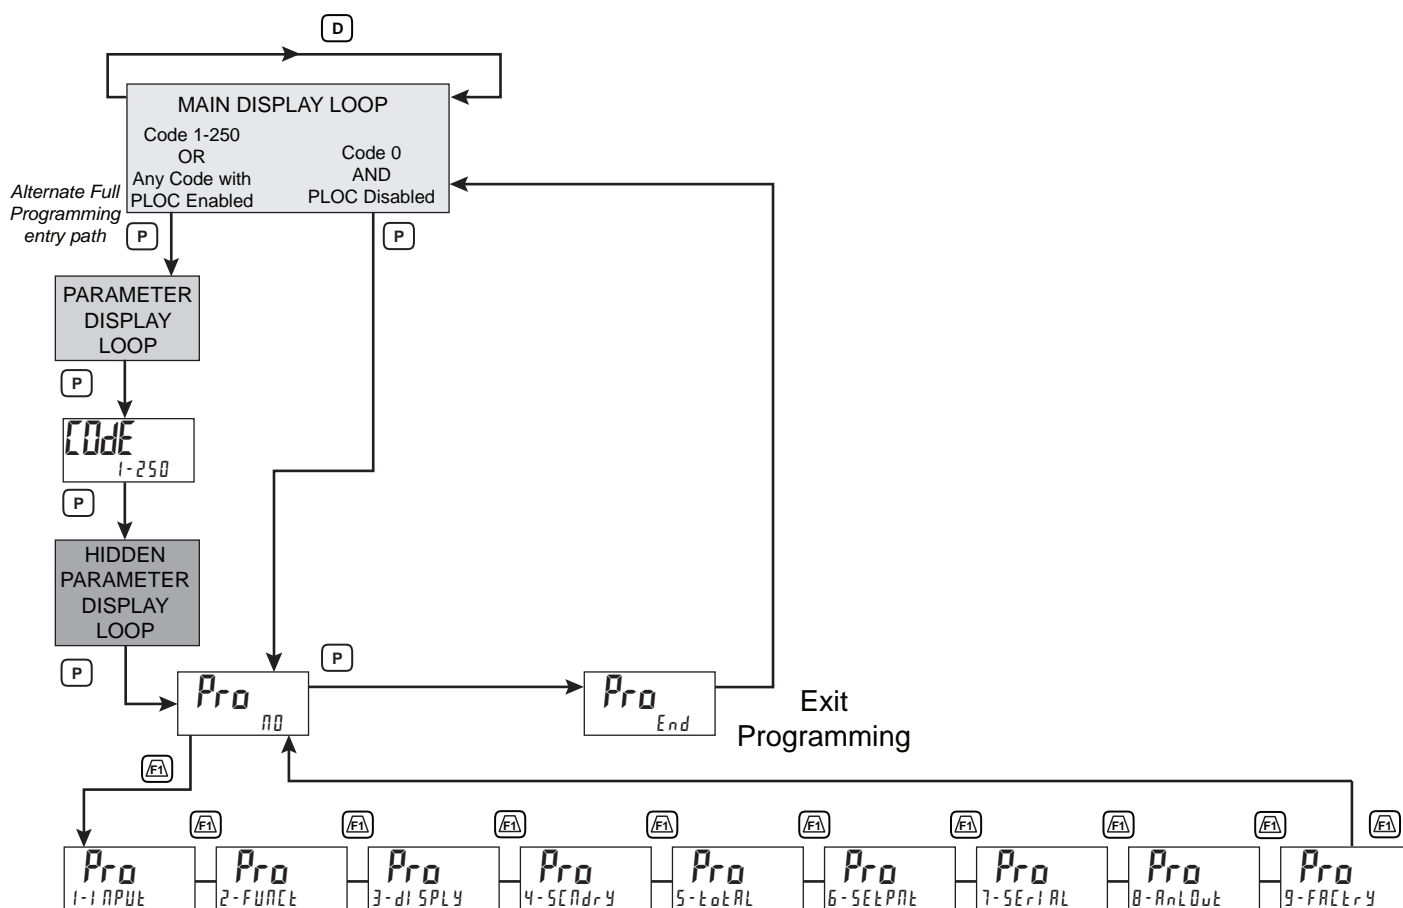 D
MAIN DISPLAY LOOP
Code 1-250
OR
Any Code with
PLOC Enabled
Code 0
AND
PLOC Disabled
Alternate Full
Programming
entry path
P
P
PARAMETER
DISPLAY
LOOP
P
CODE
1-250
P
HIDDEN
PARAMETER
DISPLAY
LOOP
P
Pro
NO
P
Pro
End
Exit
Programming
F1
F1
F1
F1
F1
F1
F1
F1
F1
F1
Pro
1-INPUt
Pro
2-FUNCt
Pro
3-dISPLY
Pro
4-SCNdrY
Pro
5-totAL
Pro
6-SEtPNt
Pro
7-SErIAL
Pro
8-AnLOut
Pro
9-FACtrY